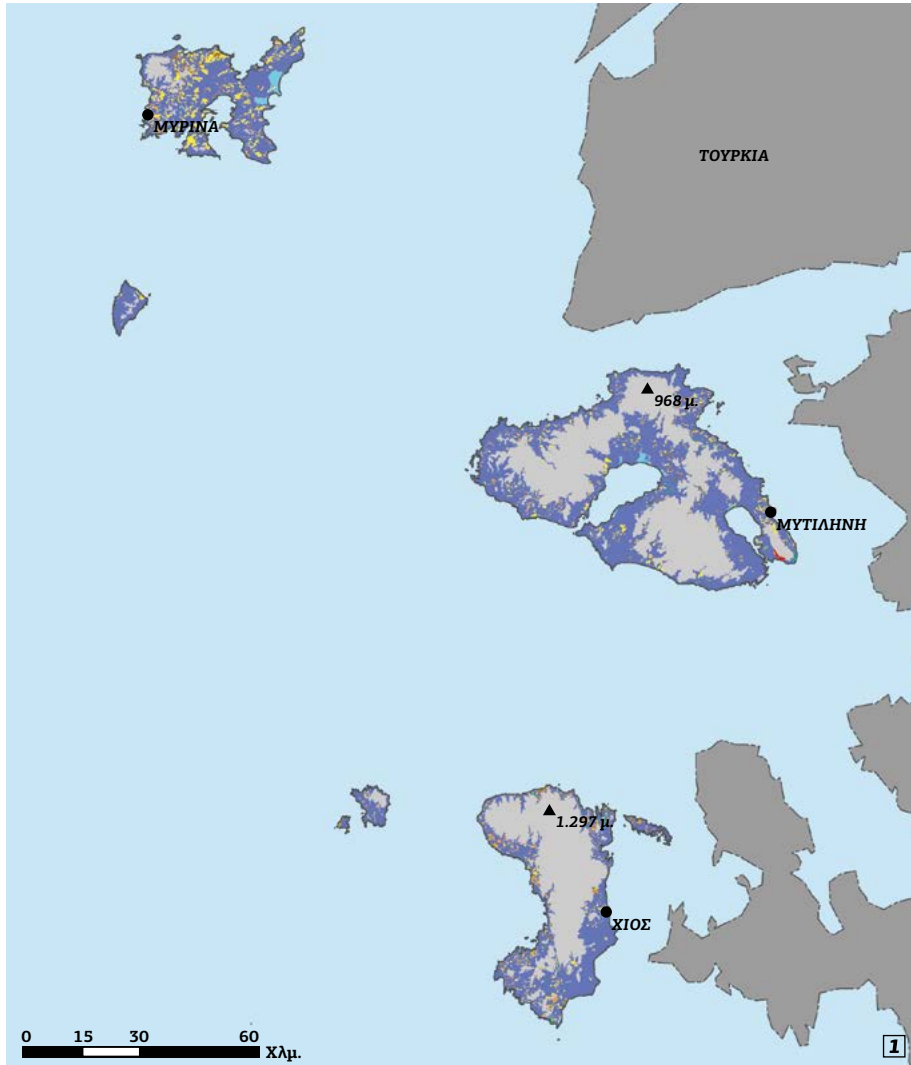 ΜΥΡΙΝΑ
ΤΟΥΡΚΙΑ
968 μ.
ΜΥΤΙΛΗΝΗ
1.297 μ.
ΧΙΟΣ
0 15 30 60
Χλμ.
1